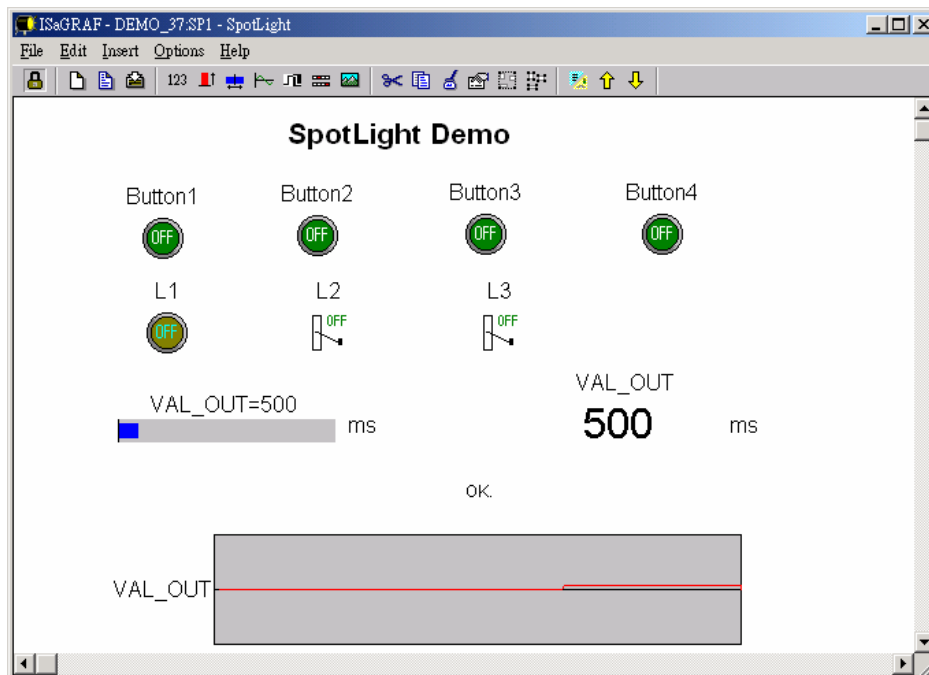 ISaGRAF - DEMO_37:SP1 - SpotLight
File Edit Insert Options Help
123
SpotLight Demo
Button1 Button2 Button3 Button4
OFF OFF OFF OFF
L1 L2 L3
OFF OFF OFF
VAL_OUT=500 ms
VAL_OUT
500 ms
OK.
VAL_OUT